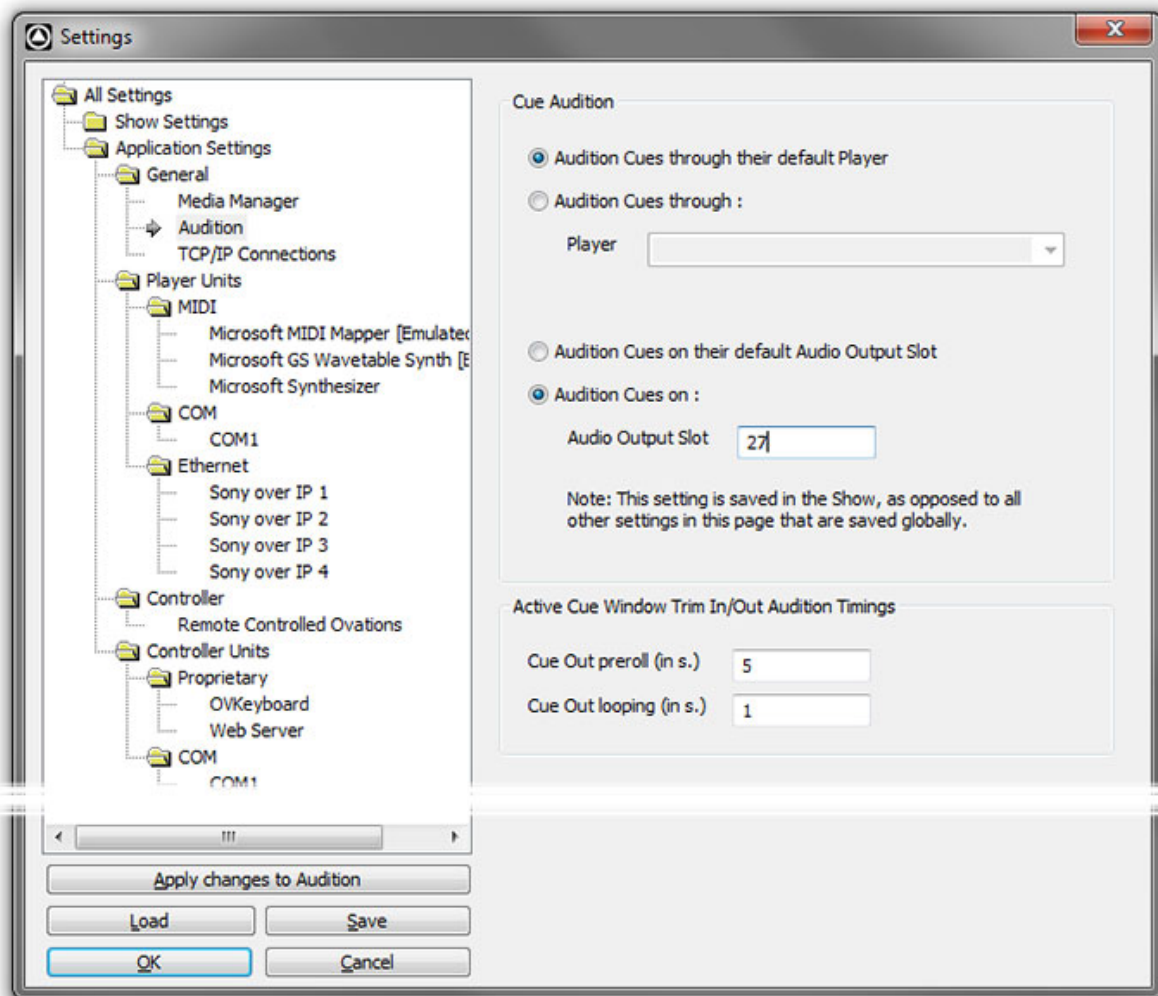 Settings
All Settings
Show Settings
Application Settings
General
Media Manager
Audition
TCP/IP Connections
Player Units
MIDI
Microsoft MIDI Mapper [Emulated
Microsoft GS Wavetable Synth [E
Microsoft Synthesizer
COM
COM1
Ethernet
Sony over IP 1
Sony over IP 2
Sony over IP 3
Sony over IP 4
Controller
Remote Controlled Ovations
Controller Units
Proprietary
OVKeyboard
Web Server
COM
COM1
Apply changes to Audition
Load
Save
OK
Cancel
Cue Audition
Audition Cues through their default Player
Audition Cues through :
Player
Audition Cues on their default Audio Output Slot
Audition Cues on :
Audio Output Slot 27
Note: This setting is saved in the Show, as opposed to all
other settings in this page that are saved globally.
Active Cue Window Trim In/Out Audition Timings
Cue Out preroll (in s.) 5
Cue Out looping (in s.) 1